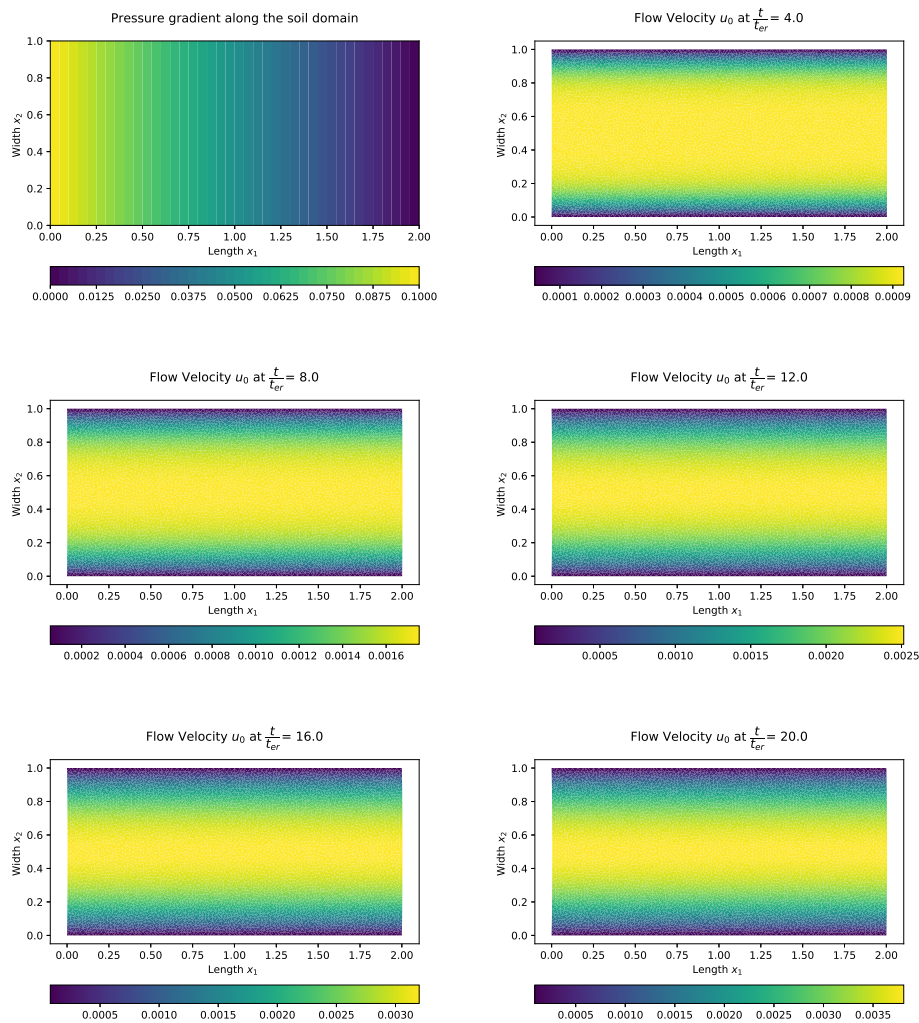 Pressure gradient along the soil domain
1.0
0.8
0.6
0.4
0.2
0.0
Width x₂
0.00 0.25 0.50 0.75 1.00 1.25 1.50 1.75 2.00
Length x₁
0.0000 0.0125 0.0250 0.0375 0.0500 0.0625 0.0750 0.0875 0.1000
Flow Velocity u₀ at t/tₑᵣ = 4.0
1.0
0.8
0.6
0.4
0.2
0.0
Width x₂
0.00 0.25 0.50 0.75 1.00 1.25 1.50 1.75 2.00
Length x₁
0.0001 0.0002 0.0003 0.0004 0.0005 0.0006 0.0007 0.0008 0.0009
Flow Velocity u₀ at t/tₑᵣ = 8.0
1.0
0.8
0.6
0.4
0.2
0.0
Width x₂
0.00 0.25 0.50 0.75 1.00 1.25 1.50 1.75 2.00
Length x₁
0.0002 0.0004 0.0006 0.0008 0.0010 0.0012 0.0014 0.0016
Flow Velocity u₀ at t/tₑᵣ = 12.0
1.0
0.8
0.6
0.4
0.2
0.0
Width x₂
0.00 0.25 0.50 0.75 1.00 1.25 1.50 1.75 2.00
Length x₁
0.0005 0.0010 0.0015 0.0020 0.0025
Flow Velocity u₀ at t/tₑᵣ = 16.0
1.0
0.8
0.6
0.4
0.2
0.0
Width x₂
0.00 0.25 0.50 0.75 1.00 1.25 1.50 1.75 2.00
Length x₁
0.0005 0.0010 0.0015 0.0020 0.0025 0.0030
Flow Velocity u₀ at t/tₑᵣ = 20.0
1.0
0.8
0.6
0.4
0.2
0.0
Width x₂
0.00 0.25 0.50 0.75 1.00 1.25 1.50 1.75 2.00
Length x₁
0.0005 0.0010 0.0015 0.0020 0.0025 0.0030 0.0035